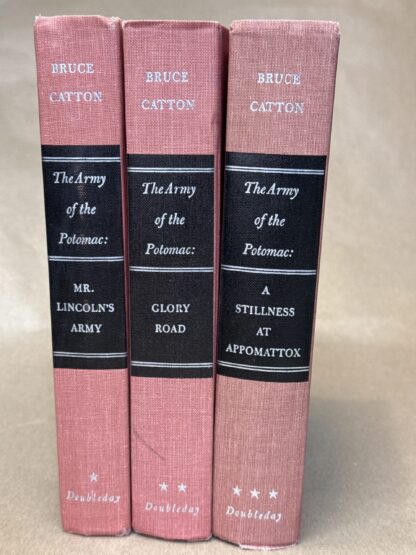 BRUCE
CATTON
The Army
of the
Potomac:
MR.
LINCOLN'S
ARMY
Doubleday
BRUCE
CATTON
The Army
of the
Potomac:
GLORY
ROAD
Doubleday
BRUCE
CATTON
The Army
of the
Potomac:
A
STILLNESS
AT
APPOMATTOX
Doubleday